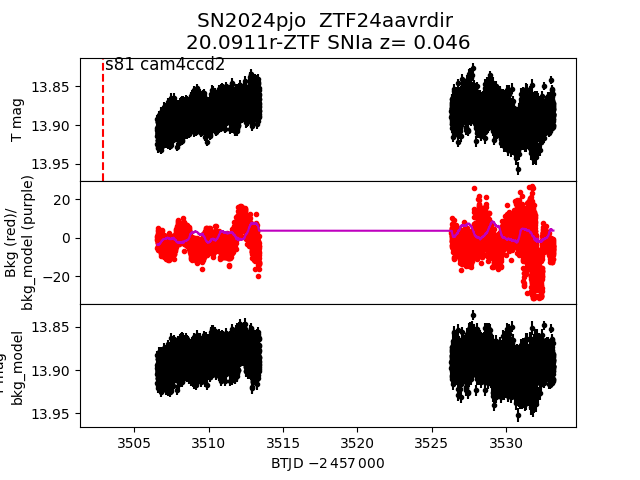 SN2024pjo  ZTF24aavrdir
20.0911r-ZTF SNIa z= 0.046
s81 cam4ccd2
T mag
13.85
13.90
13.95
Bkg (red)/
bkg_model (purple)
20
0
−20
bkg_model
13.85
13.90
13.95
3505 3510 3515 3520 3525 3530
BTJD −2 457 000